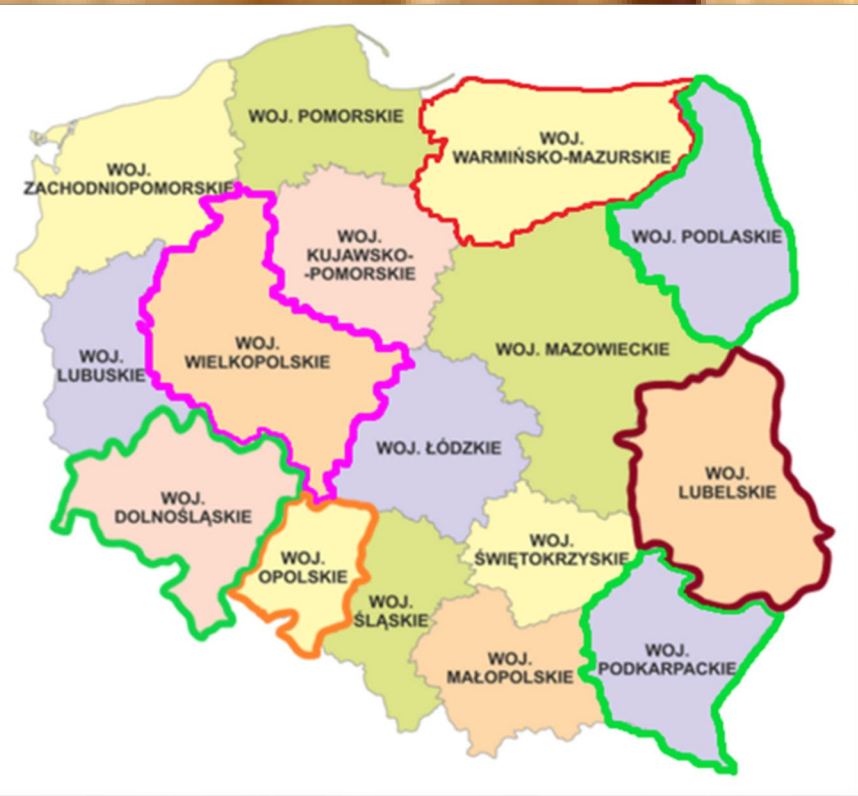 WOJ. POMORSKIE
WOJ.
WARMIŃSKO-MAZURSKIE
WOJ.
ZACHODNIOPOMORSKIE
WOJ.
KUJAWSKO-
-POMORSKIE
WOJ. PODLASKIE
WOJ.
LUBUSKIE
WOJ.
WIELKOPOLSKIE
WOJ. MAZOWIECKIE
WOJ. ŁÓDZKIE
WOJ.
LUBELSKIE
WOJ.
DOLNOŚLĄSKIE
WOJ.
OPOLSKIE
WOJ.
ŚLĄSKIE
WOJ.
ŚWIĘTOKRZYSKIE
WOJ.
MAŁOPOLSKIE
WOJ.
PODKARPACKIE